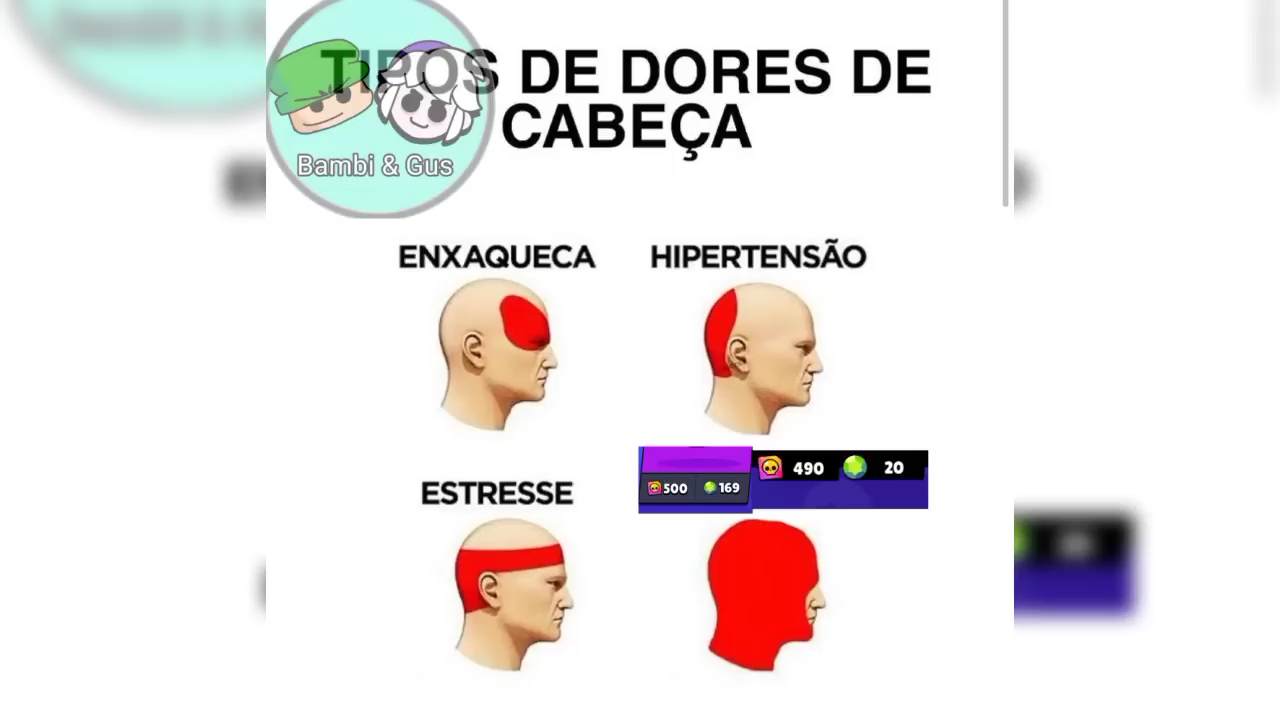 TIPOS DE DORES DE
CABEÇA
Bambi & Gus
ENXAQUECA
HIPERTENSÃO
ESTRESSE
500 169
490 20